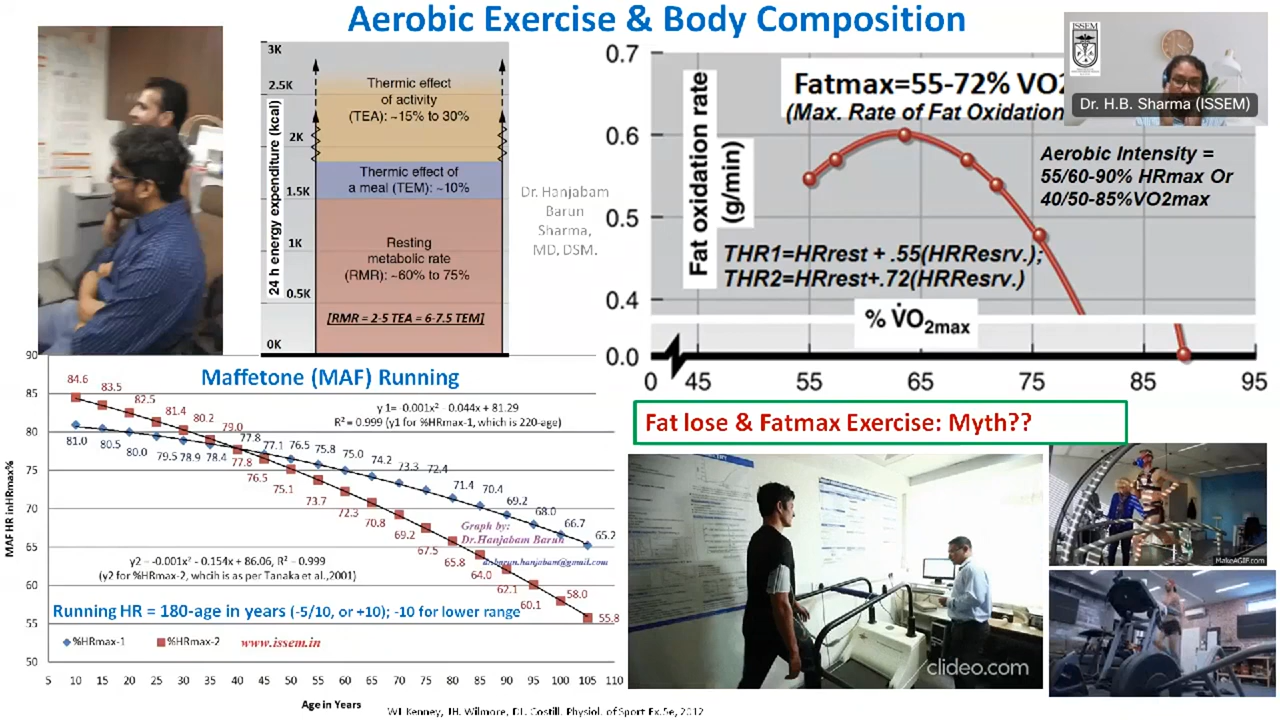 Aerobic Exercise & Body Composition
ISSEM
Dr. H.B. Sharma (ISSEM)
24 h energy expenditure (kcal)
3K
2.5K
2K
1.5K
1K
0.5K
0K
Thermic effect
of activity
(TEA): ~15% to 30%
Thermic effect of
a meal (TEM): ~10%
Resting
metabolic rate
(RMR): ~60% to 75%
[RMR = 2-5 TEA = 6-7.5 TEM]
Dr. Hanjabam
Barun
Sharma,
MD, DSM.
Fat oxidation rate
(g/min)
0.7
0.6
0.5
0.4
0.0
Fatmax=55-72% VO2
(Max. Rate of Fat Oxidation
Aerobic Intensity =
55/60-90% HRmax Or
40/50-85%VO2max
THR1=HRrest + .55(HRResrv.);
THR2=HRrest+.72(HRResrv.)
% V̇O2max
0 45 55 65 75 85 95
Maffetone (MAF) Running
MAF HR in HRmax%
90
85
80
75
70
65
60
55
50
y 1= -0.001x² - 0.044x + 81.29
R² = 0.999 (y1 for %HRmax-1, which is 220-age)
84.6 83.5 82.5 81.4 80.2 79.0 77.8 76.5 75.1 73.7 72.3 70.8 69.2 67.5 65.8 64.0 62.1 60.1 58.0 55.8
81.0 80.5 80.0 79.5 78.9 78.4 77.8 77.1 76.5 75.8 75.0 74.2 73.3 72.4 71.4 70.4 69.2 68.0 66.7 65.2
Graph by:
Dr.Hanjabam Barun
drbarun.hanjabam@gmail.com
y2 = -0.001x² - 0.154x + 86.06, R² = 0.999
(y2 for %HRmax-2, whcih is as per Tanaka et al.,2001)
Running HR = 180-age in years (-5/10, or +10); -10 for lower range
%HRmax-1 %HRmax-2 www.issem.in
5 10 15 20 25 30 35 40 45 50 55 60 65 70 75 80 85 90 95 100 105 110
Age in Years
Fat lose & Fatmax Exercise: Myth??
clideo.com
MakeAGIF.com
WL Kenney, JH. Wilmore, DL. Costill. Physiol. of Sport Ex.5e, 2012